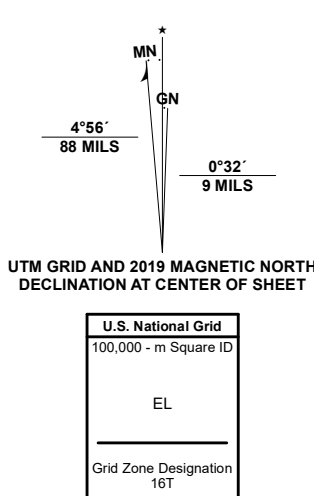 ★
MN
GN
4°56´
88 MILS
0°32´
9 MILS
UTM GRID AND 2019 MAGNETIC NORTH
DECLINATION AT CENTER OF SHEET
U.S. National Grid
100,000 - m Square ID
EL
Grid Zone Designation
16T